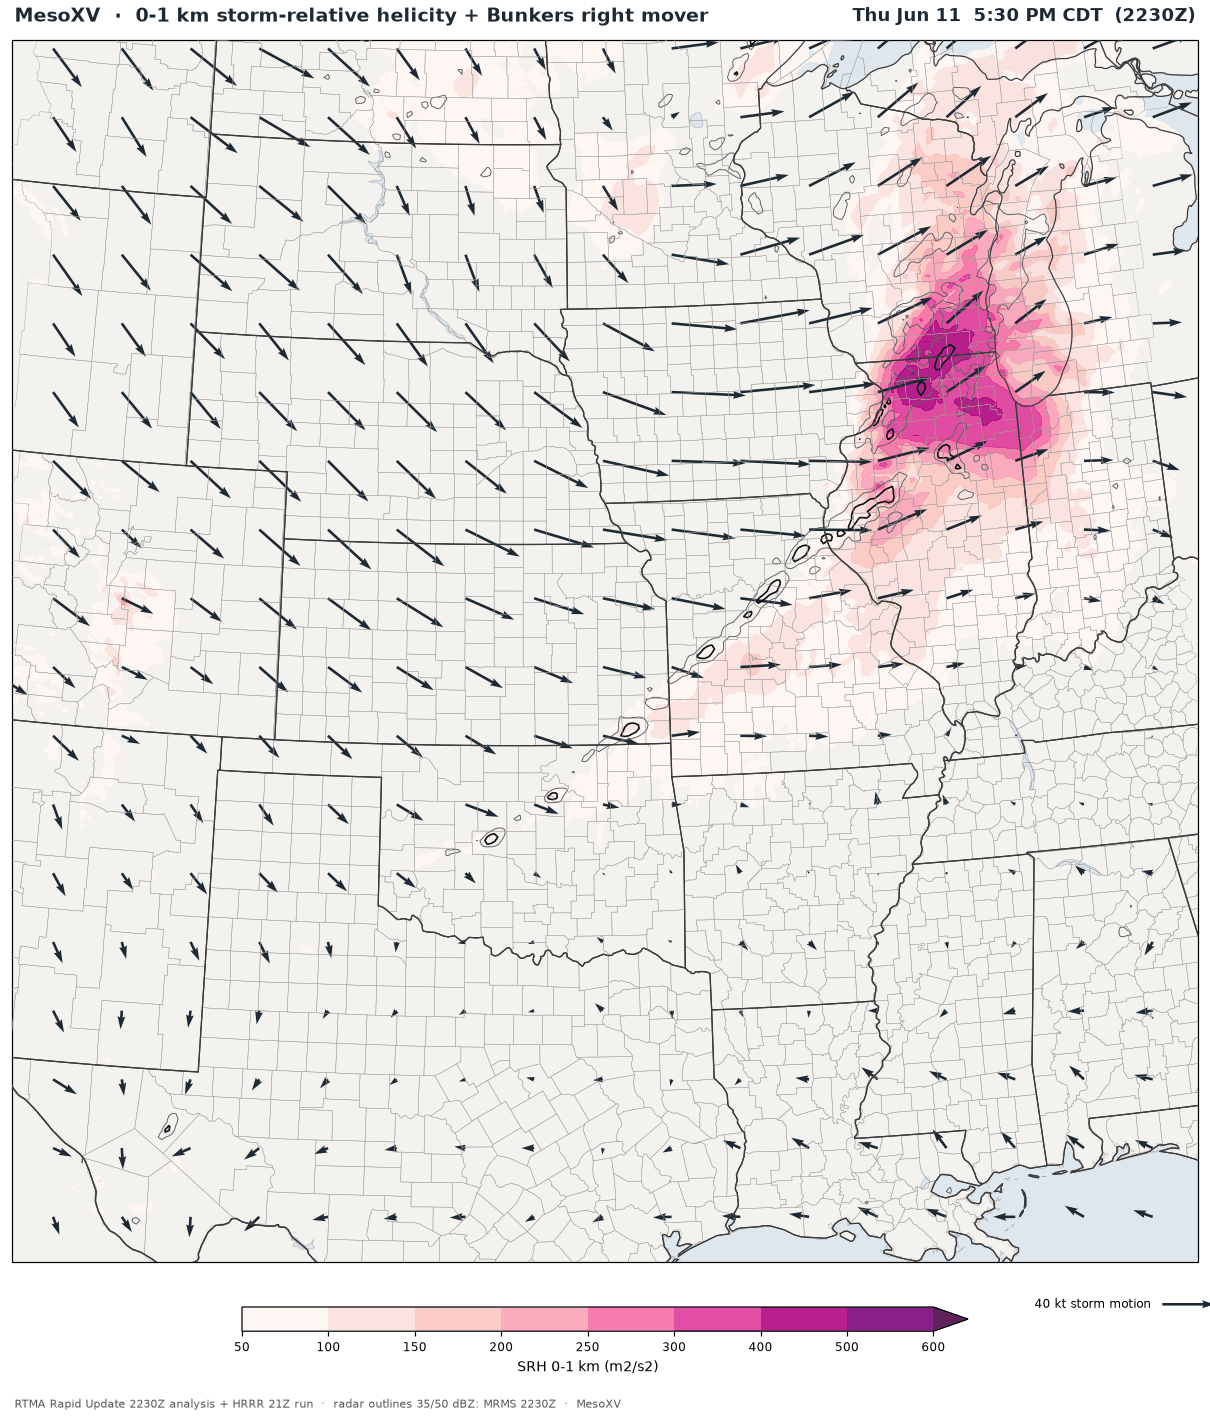 MesoXV · 0-1 km storm-relative helicity + Bunkers right mover
Thu Jun 11 5:30 PM CDT (2230Z)
40 kt storm motion
50 100 150 200 250 300 400 500 600
SRH 0-1 km (m2/s2)
RTMA Rapid Update 2230Z analysis + HRRR 21Z run · radar outlines 35/50 dBZ: MRMS 2230Z · MesoXV